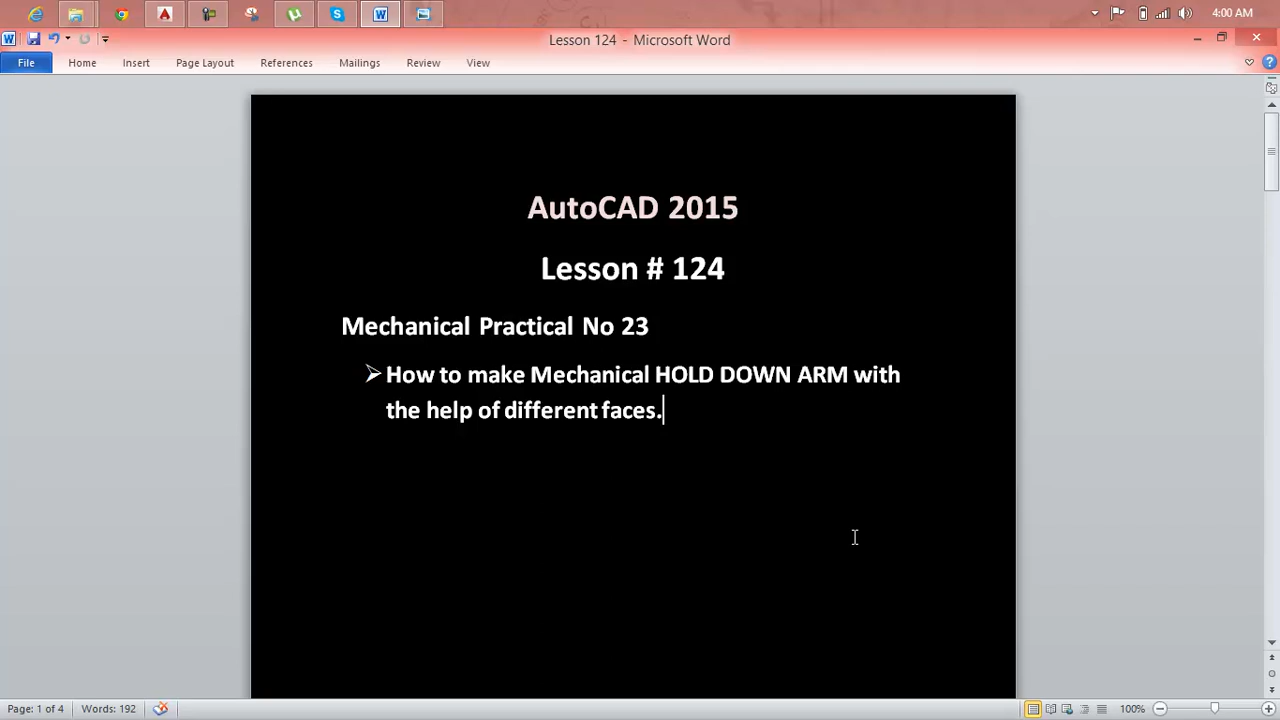 4:00 AM
Lesson 124 - Microsoft Word
File Home Insert Page Layout References Mailings Review View
AutoCAD 2015
Lesson # 124
Mechanical Practical No 23
How to make Mechanical HOLD DOWN ARM with
the help of different faces.
Page: 1 of 4 Words: 192 100%